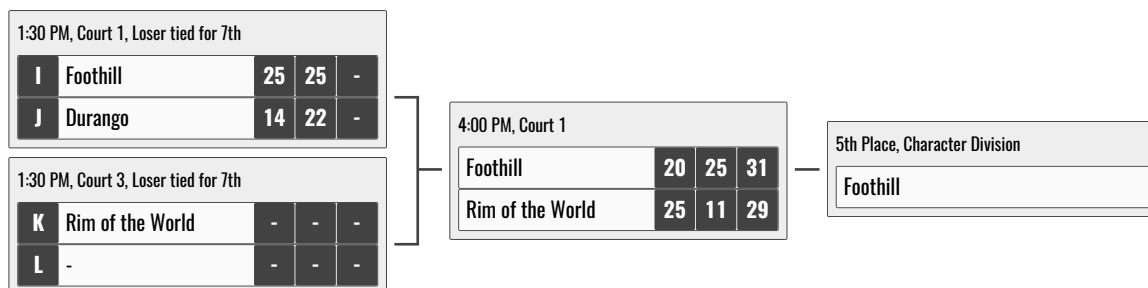 1:30 PM, Court 1, Loser tied for 7th
I Foothill 25 25 -
J Durango 14 22 -
1:30 PM, Court 3, Loser tied for 7th
K Rim of the World - - -
L - - - -
4:00 PM, Court 1
Foothill 20 25 31
Rim of the World 25 11 29
5th Place, Character Division
Foothill